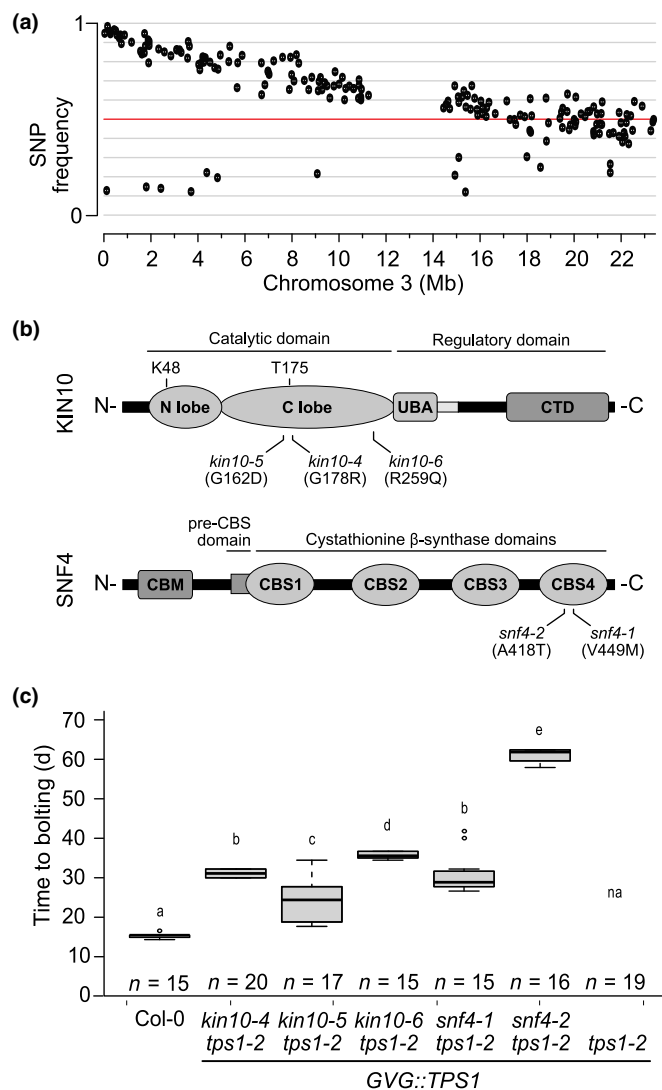 (a)
1
SNP frequency
0
0 2 4 6 8 10 12 14 16 18 20 22
Chromosome 3 (Mb)
(b)
Catalytic domain Regulatory domain
K48 T175
KIN10
N- N lobe C lobe UBA CTD -C
kin10-5 kin10-4 kin10-6
(G162D) (G178R) (R259Q)
pre-CBS domain
Cystathionine β-synthase domains
SNF4
N- CBM CBS1 CBS2 CBS3 CBS4 -C
snf4-2 snf4-1
(A418T) (V449M)
(c)
Time to bolting (d)
70
60
50
40
30
20
10
0
a b c d b e na
n = 15 n = 20 n = 17 n = 15 n = 15 n = 16 n = 19
Col-0 kin10-4 kin10-5 kin10-6 snf4-1 snf4-2
tps1-2 tps1-2 tps1-2 tps1-2 tps1-2 tps1-2
GVG::TPS1